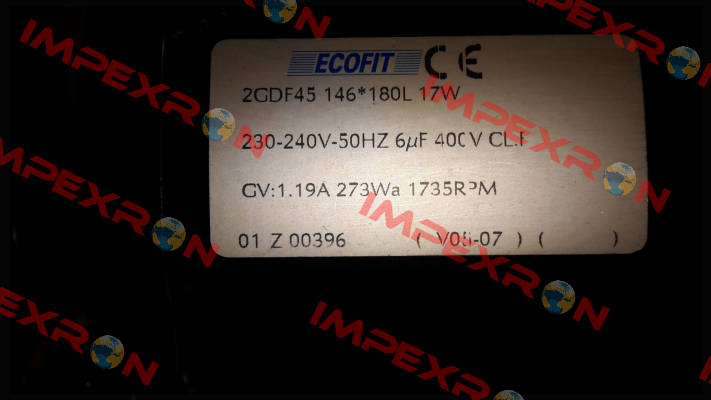 ECOFIT CE
2GDF45 146*180L 17W
230-240V-50HZ 6µF 400V CL.F
GV:1.19A 273Wa 1735RPM
01 Z 00396 ( V05-07 ) ( )
IMPEXRON
IMPEXRON
IMPEXRON
IMPEXRON
IMPEXRON
IMPEXRON